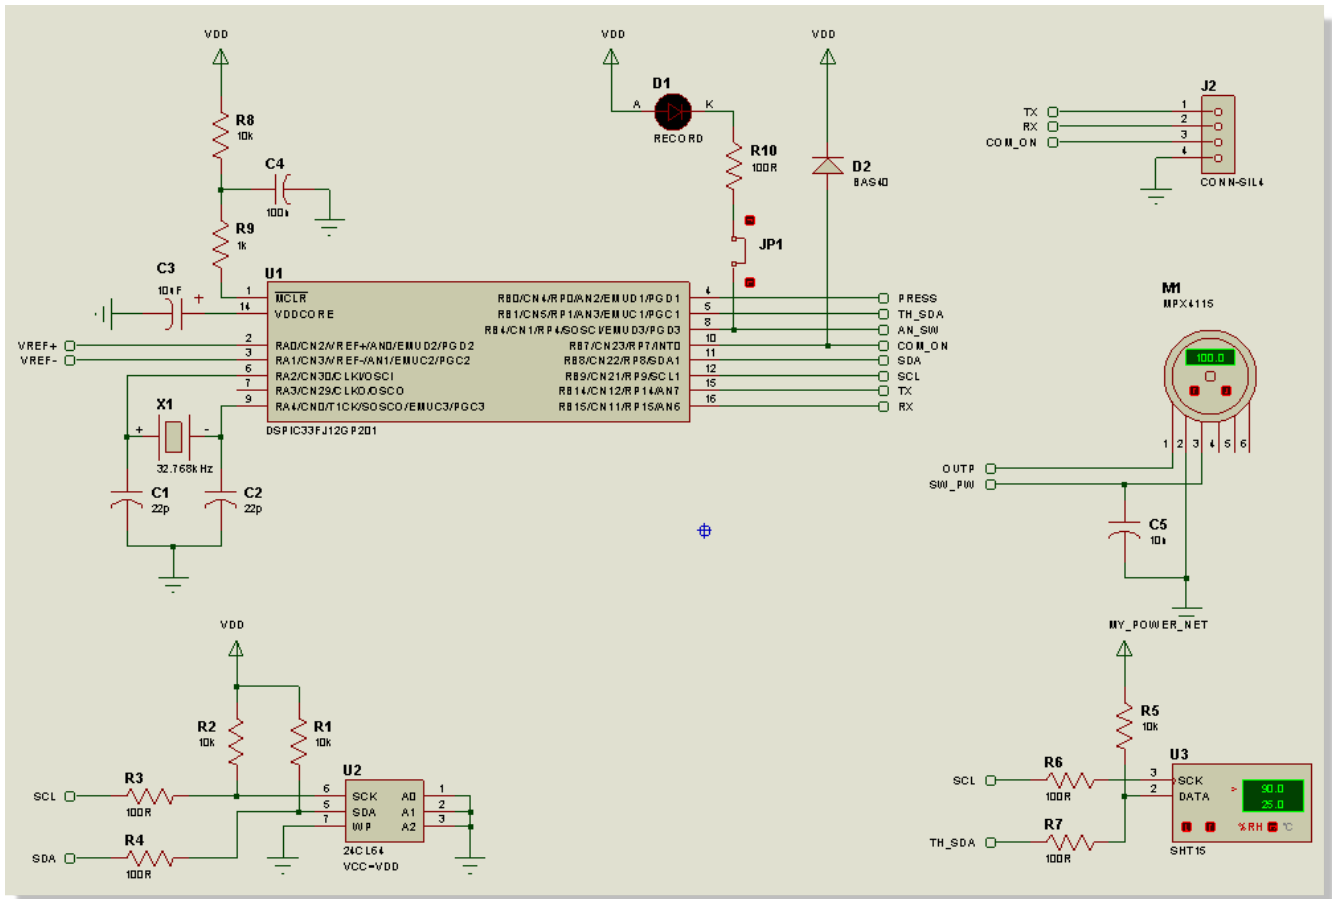 VDD
VDD
VDD
D1
A
K
RECORD
J2
TX
RX
COM_ON
1
2
3
4
CONN-SIL4
R8
10k
C4
100n
R9
1k
R10
100R
D2
BAS40
JP1
C3
10uF
+
U1
1
14
2
3
6
7
9
MCLR
VDDCORE
RA0/CN2/VREF+/AN0/EMUD2/PGD2
RA1/CN3/VREF-/AN1/EMUC2/PGC2
RA2/CN30/CLKI/OSCI
RA3/CN29/CLKO/OSCO
RA4/CN0/T1CK/SOSCO/EMUC3/PGC3
RB0/CN4/RP0/AN2/EMUD1/PGD1
RB1/CN5/RP1/AN3/EMUC1/PGC1
RB4/CN1/RP4/SOSCI/EMUD3/PGD3
RB7/CN23/RP7/INT0
RB8/CN22/RP8/SDA1
RB9/CN21/RP9/SCL1
RB14/CN12/RP14/AN7
RB15/CN11/RP15/AN6
4
5
8
10
11
12
15
16
PRESS
TH_SDA
AN_SW
COM_ON
SDA
SCL
TX
RX
DSPIC33FJ12GP201
VREF+
VREF-
X1
+
-
32.768kHz
C1
22p
C2
22p
M1
MPX4115
100.0
1
2
3
4
5
6
OUTP
SW_PW
C5
10n
VDD
R2
10k
R1
10k
R3
100R
SCL
R4
100R
SDA
U2
6
5
7
SCK
SDA
WP
A0
A1
A2
1
2
3
24CL64
VCC=VDD
MY_POWER_NET
R5
10k
R6
100R
SCL
R7
100R
TH_SDA
U3
3
2
SCK
DATA
>
90.0
25.0
%RH
°C
SHT15